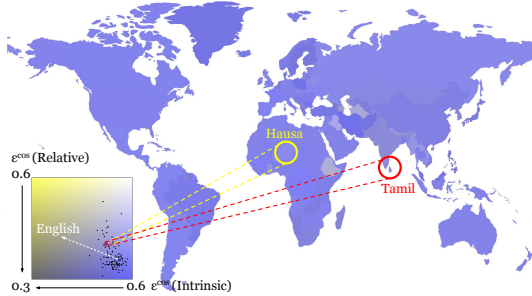 Hausa
Tamil
εᶜᵒˢ (Relative)
0.6
English
0.3
0.6 εᶜᵒˢ (Intrinsic)